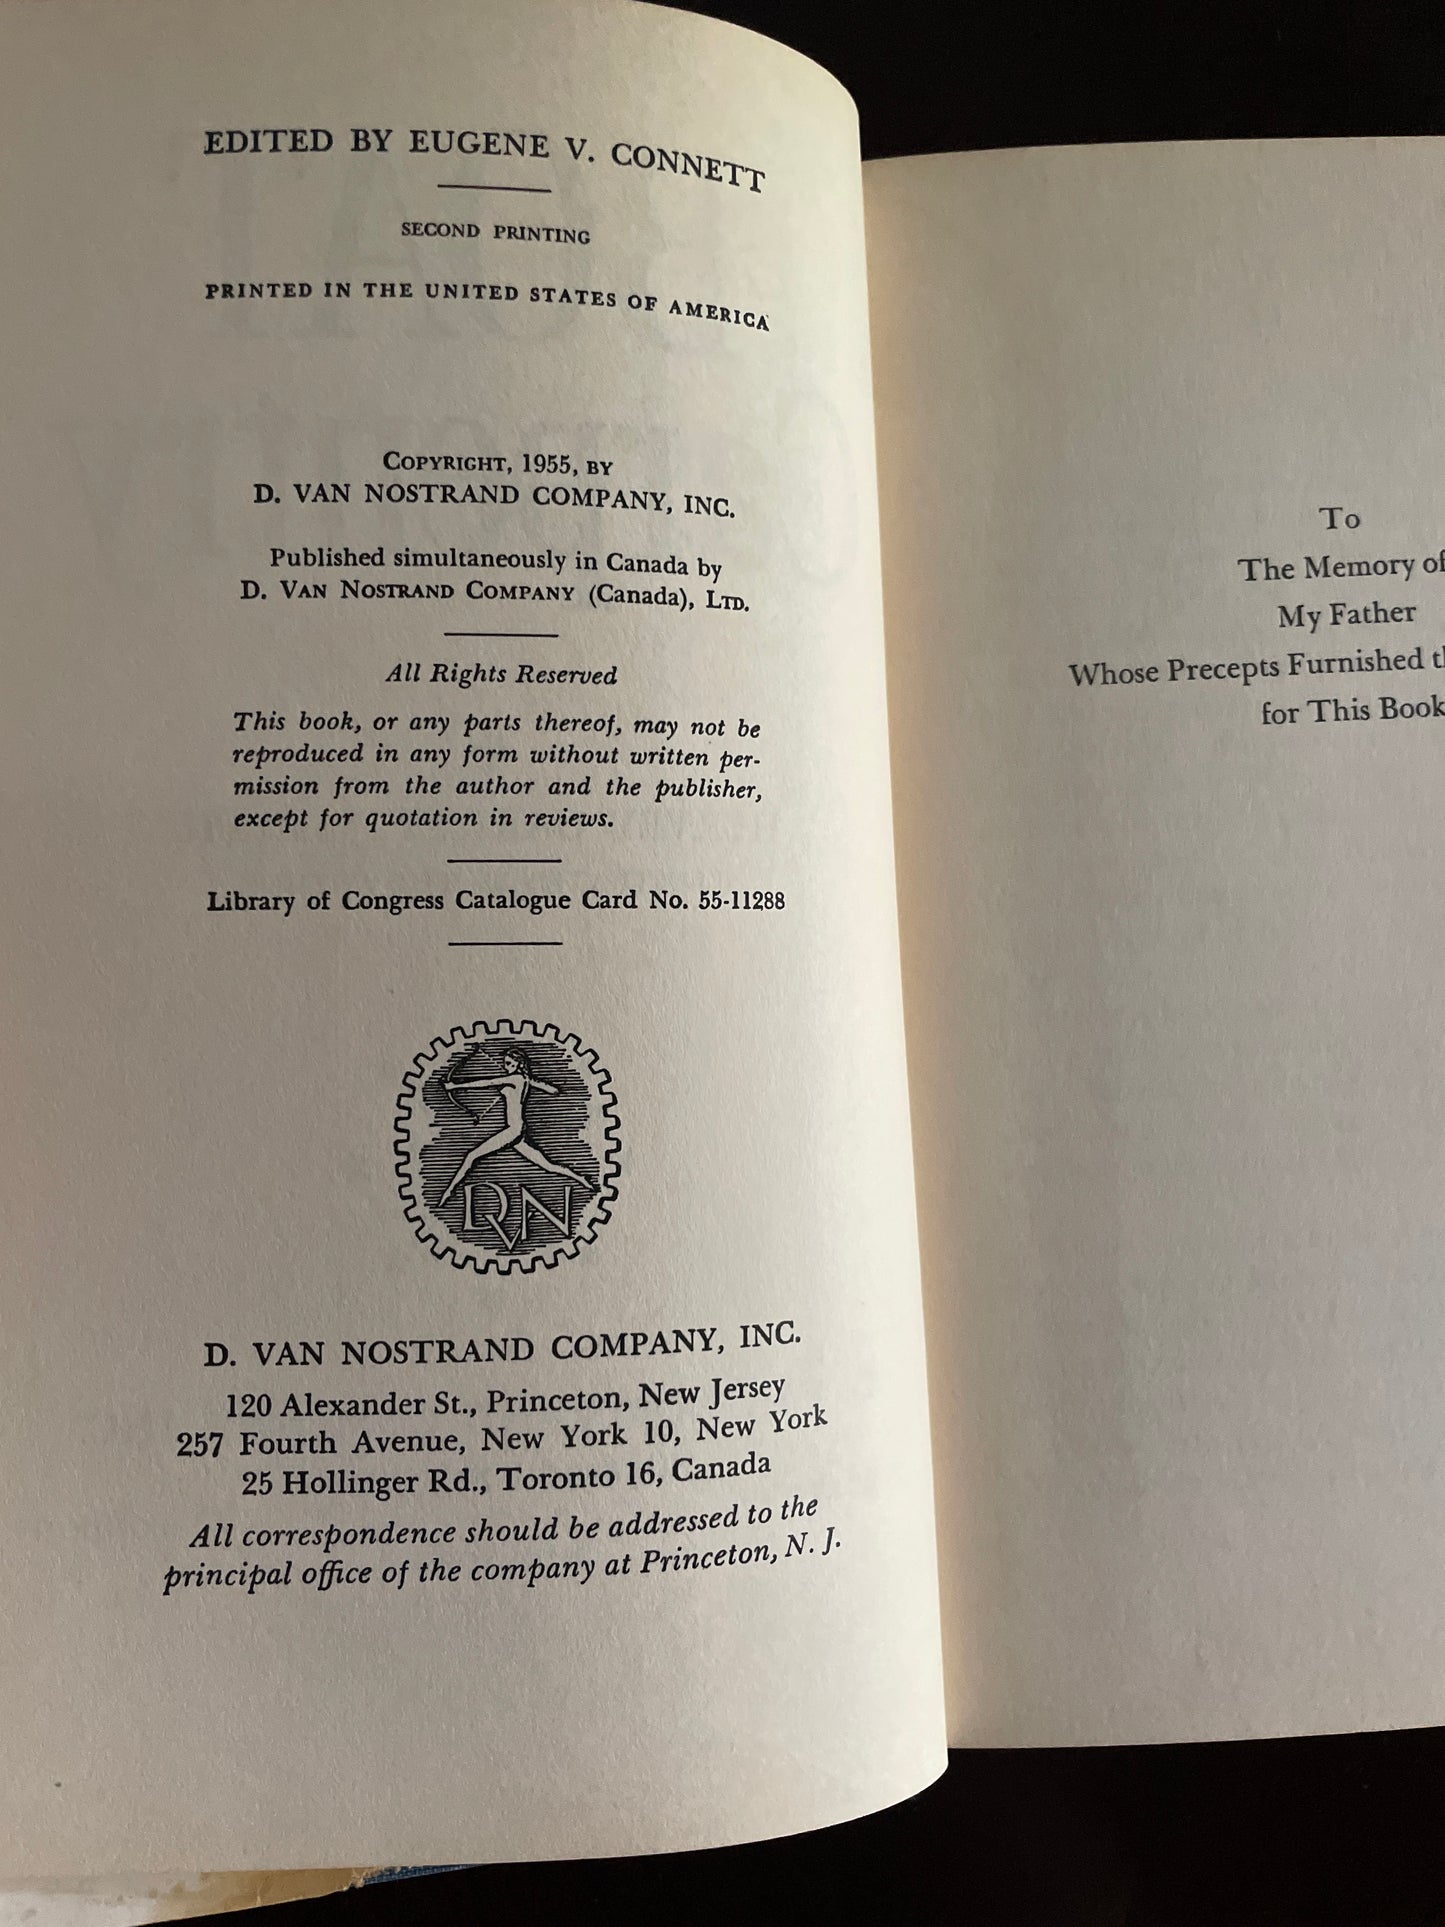 EDITED BY EUGENE V. CONNETT
SECOND PRINTING
PRINTED IN THE UNITED STATES OF AMERICA
COPYRIGHT, 1955, BY
D. VAN NOSTRAND COMPANY, INC.
Published simultaneously in Canada by
D. VAN NOSTRAND COMPANY (Canada), LTD.
All Rights Reserved
This book, or any parts thereof, may not be
reproduced in any form without written per-
mission from the author and the publisher,
except for quotation in reviews.
Library of Congress Catalogue Card No. 55-11288
DVN
D. VAN NOSTRAND COMPANY, INC.
120 Alexander St., Princeton, New Jersey
257 Fourth Avenue, New York 10, New York
25 Hollinger Rd., Toronto 16, Canada
All correspondence should be addressed to the
principal office of the company at Princeton, N. J.
To
The Memory of
My Father
Whose Precepts Furnished
for This Book